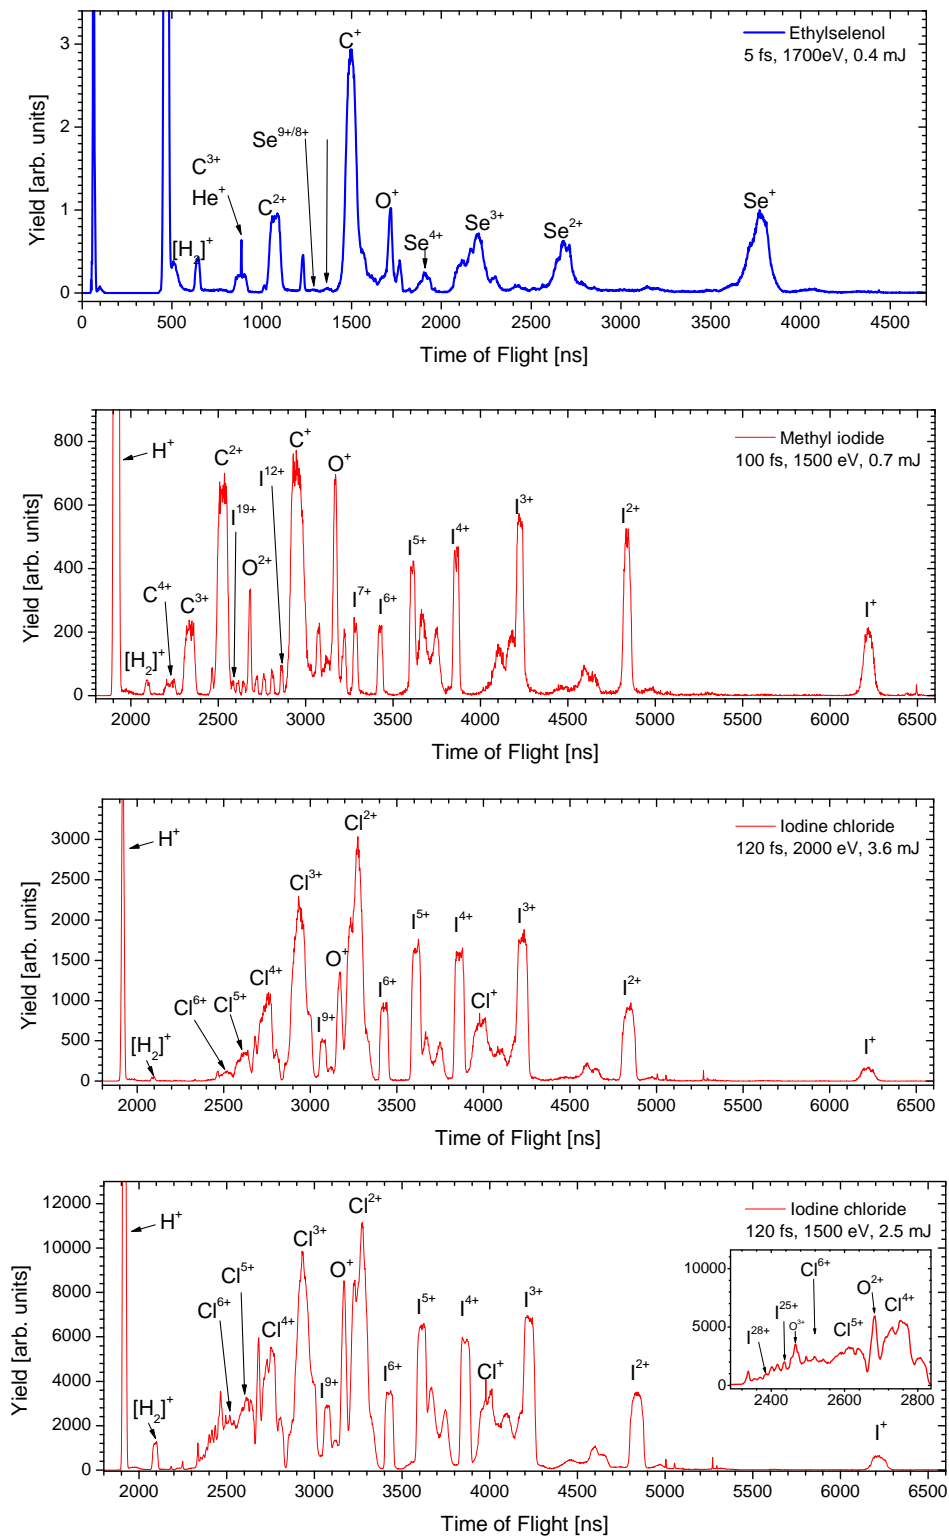 Ethylselenol
5 fs, 1700eV, 0.4 mJ
C⁺
Se⁹⁺/⁸⁺
C³⁺
He⁺
C²⁺
O⁺
[H₂]⁺
Se⁴⁺
Se³⁺
Se²⁺
Se⁺
Yield [arb. units]
3
2
1
0
0 500 1000 1500 2000 2500 3000 3500 4000 4500
Time of Flight [ns]
Methyl iodide
100 fs, 1500 eV, 0.7 mJ
H⁺
C²⁺
I¹⁹⁺
I¹²⁺
C⁺
O⁺
O²⁺
C⁴⁺
C³⁺
[H₂]⁺
I⁷⁺
I⁶⁺
I⁵⁺
I⁴⁺
I³⁺
I²⁺
I⁺
Yield [arb. units]
800
600
400
200
0
2000 2500 3000 3500 4000 4500 5000 5500 6000 6500
Time of Flight [ns]
Iodine chloride
120 fs, 2000 eV, 3.6 mJ
H⁺
Cl²⁺
Cl³⁺
O⁺
Cl⁴⁺
Cl⁵⁺
Cl⁶⁺
[H₂]⁺
I⁹⁺
I⁶⁺
I⁵⁺
I⁴⁺
Cl⁺
I³⁺
I²⁺
I⁺
Yield [arb. units]
3000
2500
2000
1500
1000
500
0
2000 2500 3000 3500 4000 4500 5000 5500 6000 6500
Time of Flight [ns]
Iodine chloride
120 fs, 1500 eV, 2.5 mJ
H⁺
Cl²⁺
Cl³⁺
O⁺
Cl⁵⁺
Cl⁶⁺
Cl⁴⁺
[H₂]⁺
I⁹⁺
I⁶⁺
I⁵⁺
I⁴⁺
Cl⁺
I³⁺
I²⁺
I⁺
10000
5000
0
Cl⁶⁺
O²⁺
Cl⁴⁺
I²⁵⁺
O³⁺
I²⁸⁺
Cl⁵⁺
2400 2600 2800
Yield [arb. units]
12000
10000
8000
6000
4000
2000
0
2000 2500 3000 3500 4000 4500 5000 5500 6000 6500
Time of Flight [ns]